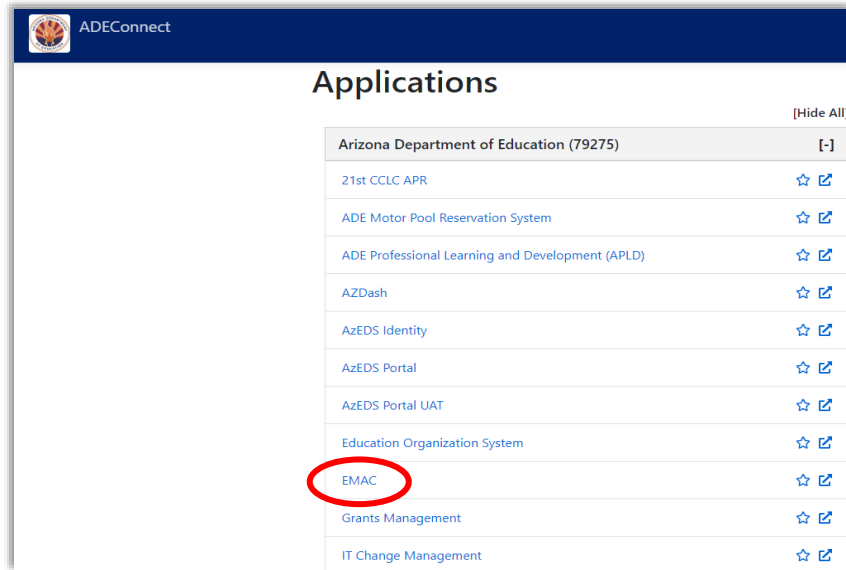 ADEConnect
Applications
[Hide All]
Arizona Department of Education (79275) [-]
21st CCLC APR
ADE Motor Pool Reservation System
ADE Professional Learning and Development (APLD)
AZDash
AzEDS Identity
AzEDS Portal
AzEDS Portal UAT
Education Organization System
EMAC
Grants Management
IT Change Management